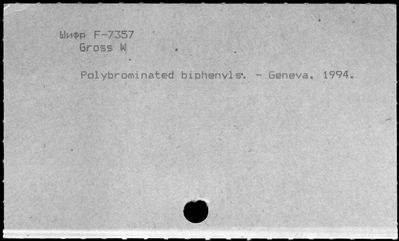 Шифр F-7357
Gross W
Polybrominated biphenyls. - Geneva, 1994.